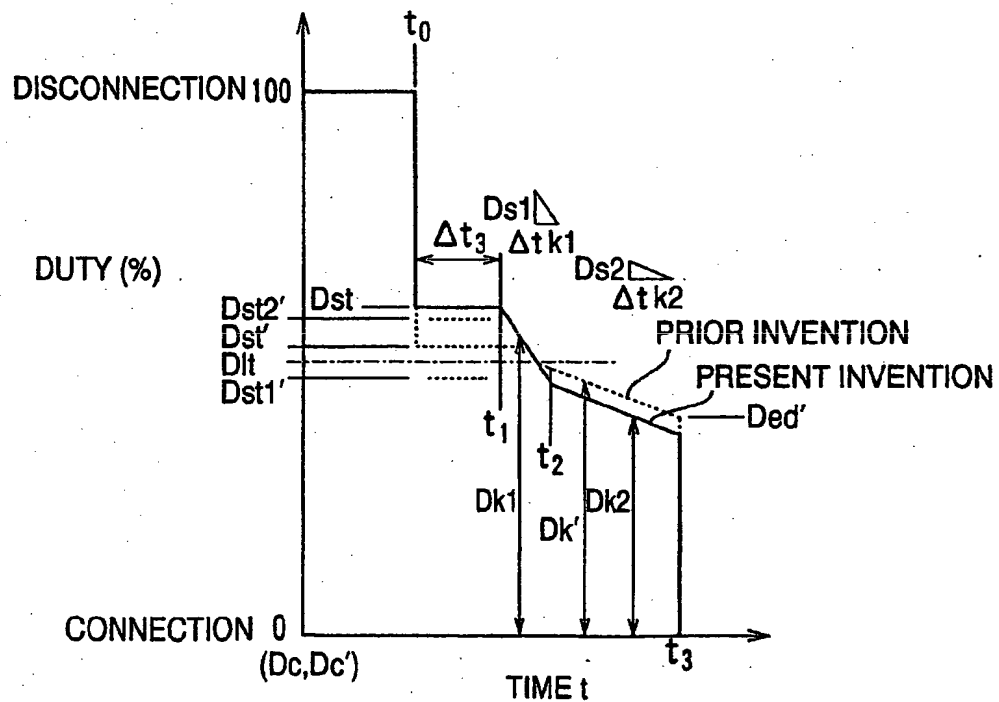 t0
DISCONNECTION 100
Ds1
Δt3
Δtk1
DUTY (%)
Ds2
Δtk2
Dst
Dst2'
Dst'
PRIOR INVENTION
Dlt
PRESENT INVENTION
Dst1'
Ded'
t1
t2
Dk1
Dk'
Dk2
CONNECTION 0
(Dc,Dc')
t3
TIME t